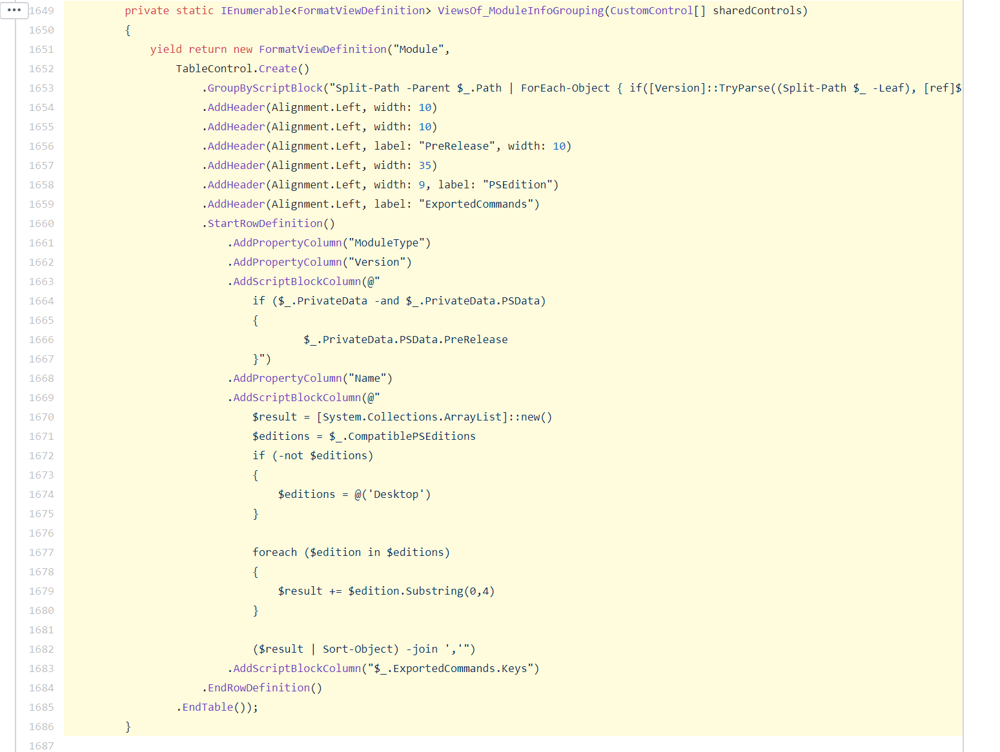 1649 private static IEnumerable<FormatViewDefinition> ViewsOf_ModuleInfoGrouping(CustomControl[] sharedControls)
1650 {
1651 yield return new FormatViewDefinition("Module",
1652 TableControl.Create()
1653 .GroupByScriptBlock("Split-Path -Parent $_.Path | ForEach-Object { if([Version]::TryParse((Split-Path $_ -Leaf), [ref]$
1654 .AddHeader(Alignment.Left, width: 10)
1655 .AddHeader(Alignment.Left, width: 10)
1656 .AddHeader(Alignment.Left, label: "PreRelease", width: 10)
1657 .AddHeader(Alignment.Left, width: 35)
1658 .AddHeader(Alignment.Left, width: 9, label: "PSEdition")
1659 .AddHeader(Alignment.Left, label: "ExportedCommands")
1660 .StartRowDefinition()
1661 .AddPropertyColumn("ModuleType")
1662 .AddPropertyColumn("Version")
1663 .AddScriptBlockColumn(@"
1664 if ($_.PrivateData -and $_.PrivateData.PSData)
1665 {
1666 $_.PrivateData.PSData.PreRelease
1667 }")
1668 .AddPropertyColumn("Name")
1669 .AddScriptBlockColumn(@"
1670 $result = [System.Collections.ArrayList]::new()
1671 $editions = $_.CompatiblePSEditions
1672 if (-not $editions)
1673 {
1674 $editions = @('Desktop')
1675 }
1676
1677 foreach ($edition in $editions)
1678 {
1679 $result += $edition.Substring(0,4)
1680 }
1681
1682 ($result | Sort-Object) -join ','")
1683 .AddScriptBlockColumn("$_.ExportedCommands.Keys")
1684 .EndRowDefinition()
1685 .EndTable());
1686 }
1687